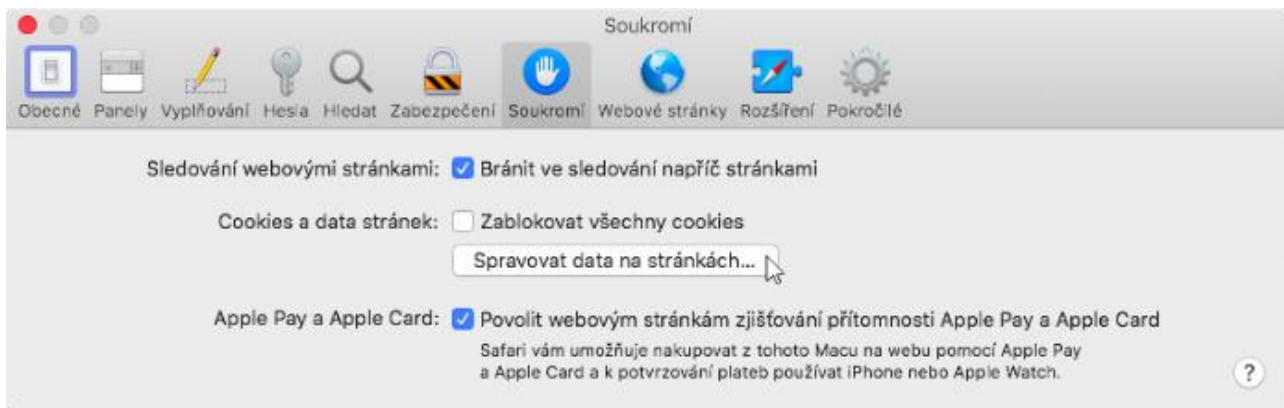 Soukromí
Obecné Panely Vyplňování Hesla Hledat Zabezpečení Soukromí Webové stránky Rozšíření Pokročilé
Sledování webovými stránkami: Bránit ve sledování napříč stránkami
Cookies a data stránek: Zablokovat všechny cookies
Spravovat data na stránkách...
Apple Pay a Apple Card: Povolit webovým stránkám zjišťování přítomnosti Apple Pay a Apple Card
Safari vám umožňuje nakupovat z tohoto Macu na webu pomocí Apple Pay
a Apple Card a k potvrzování plateb používat iPhone nebo Apple Watch.
?